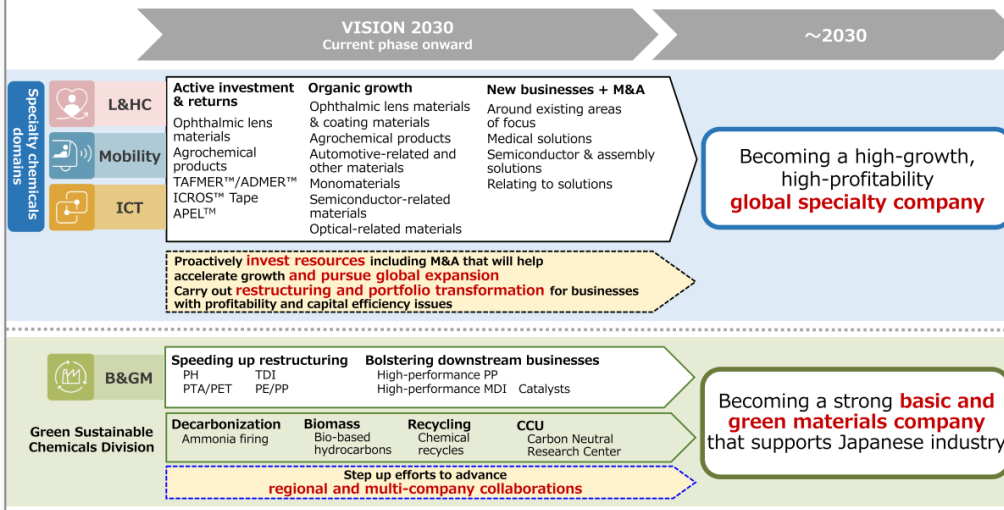 VISION 2030
Current phase onward
~2030
Specialty chemicals
domains
L&HC
Mobility
ICT
Active investment
& returns
Ophthalmic lens
materials
Agrochemical
products
TAFMER™/ADMER™
ICROS™ Tape
APEL™
Organic growth
Ophthalmic lens materials
& coating materials
Agrochemical products
Automotive-related and
other materials
Monomaterials
Semiconductor-related
materials
Optical-related materials
New businesses + M&A
Around existing areas
of focus
Medical solutions
Semiconductor & assembly
solutions
Relating to solutions
Becoming a high-growth,
high-profitability
global specialty company
Proactively invest resources including M&A that will help
accelerate growth and pursue global expansion
Carry out restructuring and portfolio transformation for businesses
with profitability and capital efficiency issues
B&GM
Speeding up restructuring
PH TDI
PTA/PET PE/PP
Bolstering downstream businesses
High-performance PP
High-performance MDI Catalysts
Green Sustainable
Chemicals Division
Decarbonization
Ammonia firing
Biomass
Bio-based
hydrocarbons
Recycling
Chemical
recycles
CCU
Carbon Neutral
Research Center
Step up efforts to advance
regional and multi-company collaborations
Becoming a strong basic and
green materials company
that supports Japanese industry